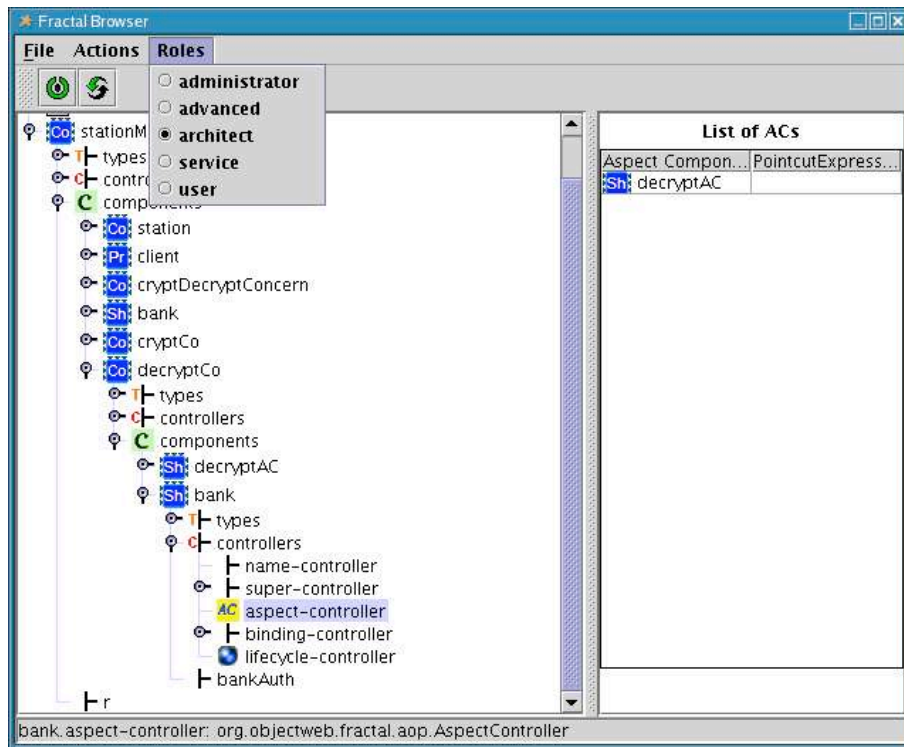 Fractal Browser
File Actions Roles
administrator
advanced
architect
service
user
Co stationM
T types
C contr
C components
Co station
Pr client
Co cryptDecryptConcern
Sh bank
Co cryptCo
Co decryptCo
T types
C controllers
C components
Sh decryptAC
Sh bank
T types
C controllers
name-controller
super-controller
AC aspect-controller
binding-controller
lifecycle-controller
bankAuth
r
List of ACs
Aspect Compon... PointcutExpress...
Sh decryptAC
bank.aspect-controller: org.objectweb.fractal.aop.AspectController